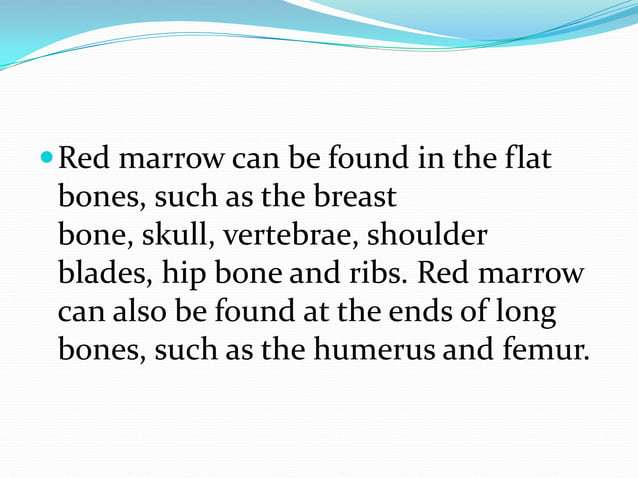 Red marrow can be found in the flat
bones, such as the breast
bone, skull, vertebrae, shoulder
blades, hip bone and ribs. Red marrow
can also be found at the ends of long
bones, such as the humerus and femur.